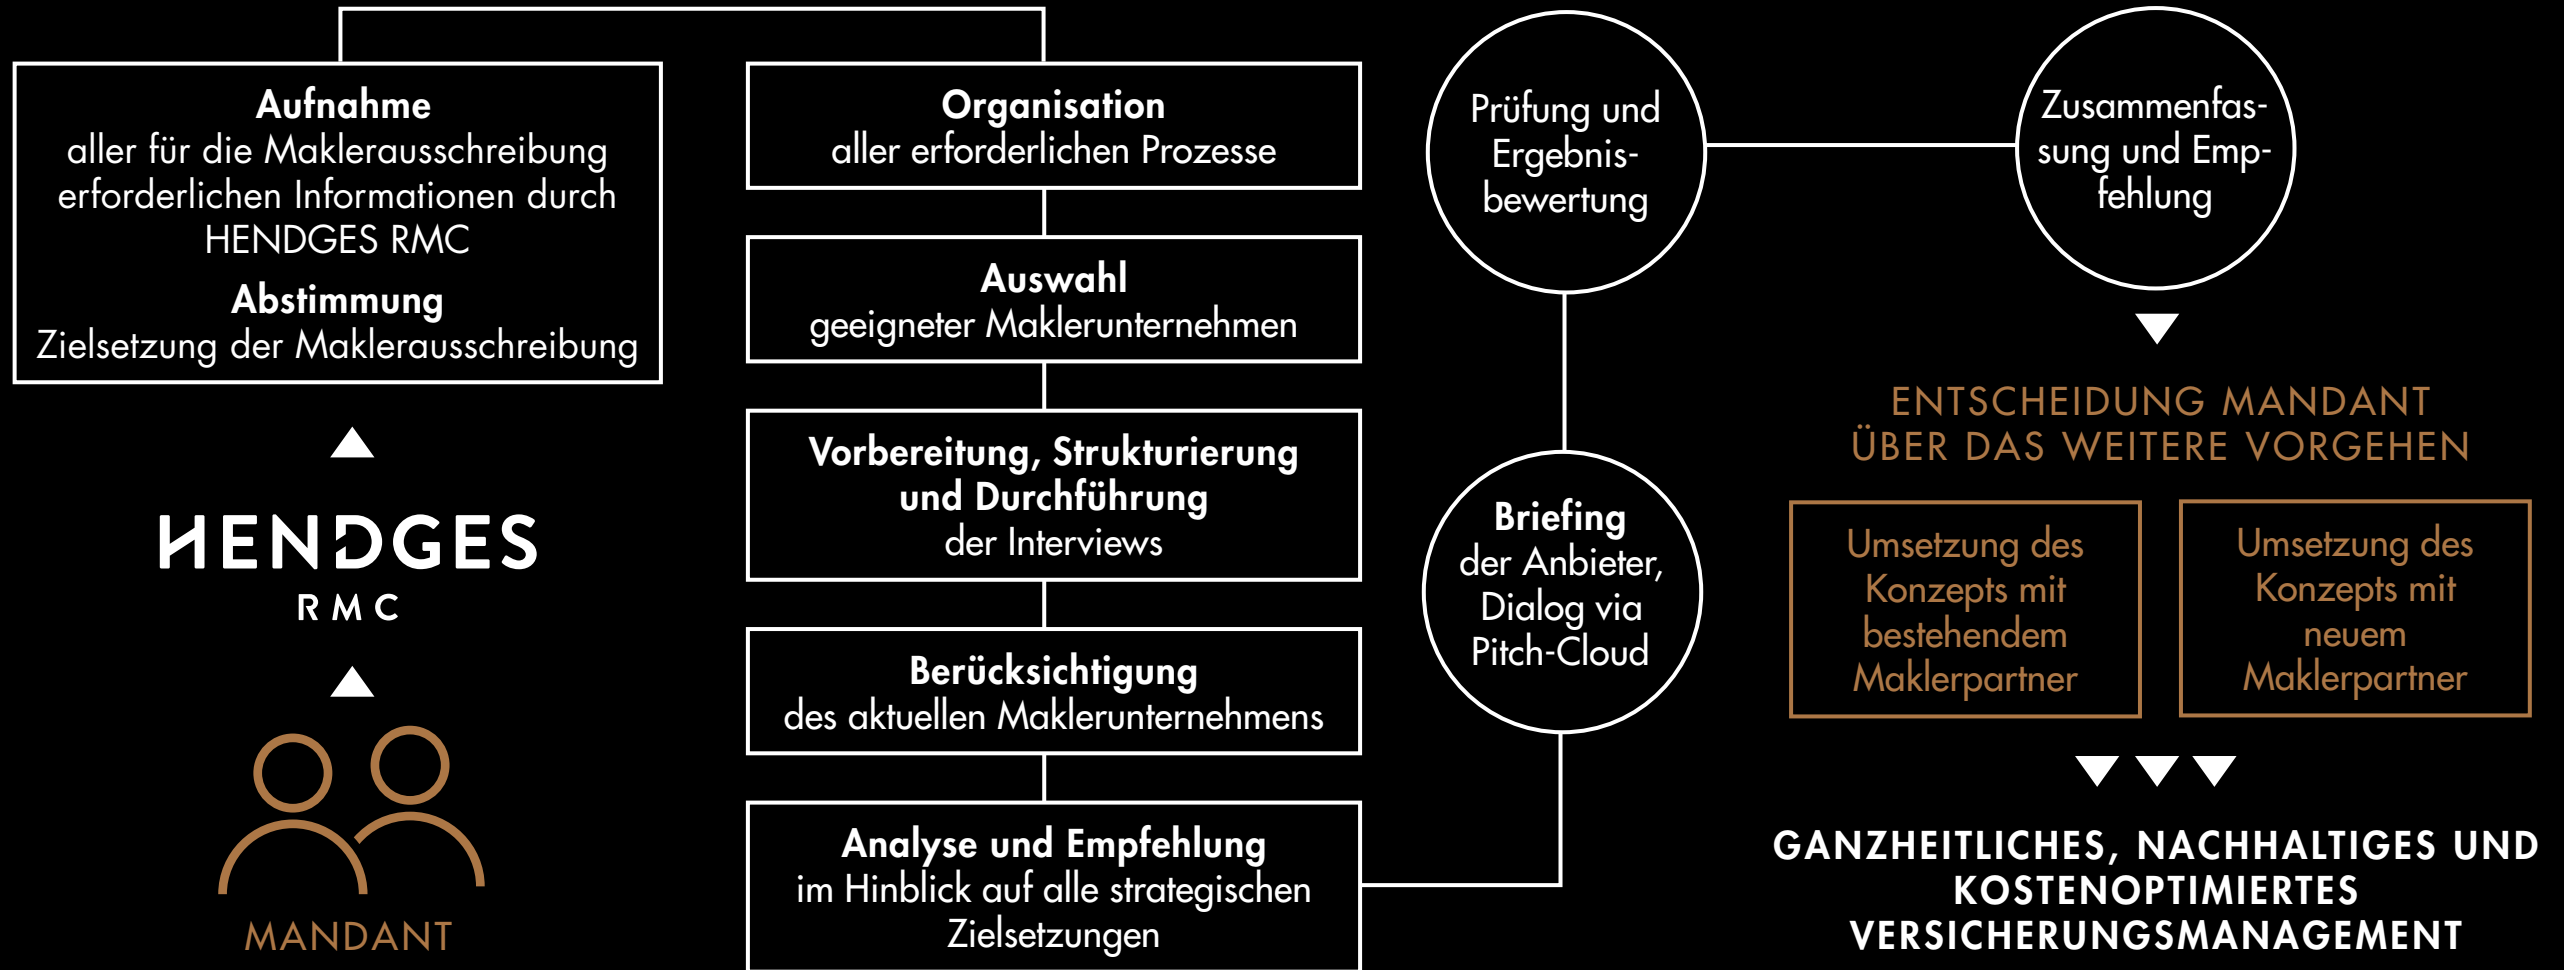 Aufnahme
aller für die Maklerausschreibung
erforderlichen Informationen durch
HENDGES RMC
Abstimmung
Zielsetzung der Maklerausschreibung
HENDGES
RMC
MANDANT
Organisation
aller erforderlichen Prozesse
Auswahl
geeigneter Maklerunternehmen
Vorbereitung, Strukturierung
und Durchführung
der Interviews
Berücksichtigung
des aktuellen Maklerunternehmens
Analyse und Empfehlung
im Hinblick auf alle strategischen
Zielsetzungen
Briefing
der Anbieter,
Dialog via
Pitch-Cloud
Prüfung und
Ergebnis-
bewertung
Zusammenfas-
sung und Emp-
fehlung
ENTSCHEIDUNG MANDANT
ÜBER DAS WEITERE VORGEHEN
Umsetzung des
Konzepts mit
bestehendem
Maklerpartner
Umsetzung des
Konzepts mit
neuem
Maklerpartner
GANZHEITLICHES, NACHHALTIGES UND
KOSTENOPTIMIERTES
VERSICHERUNGSMANAGEMENT